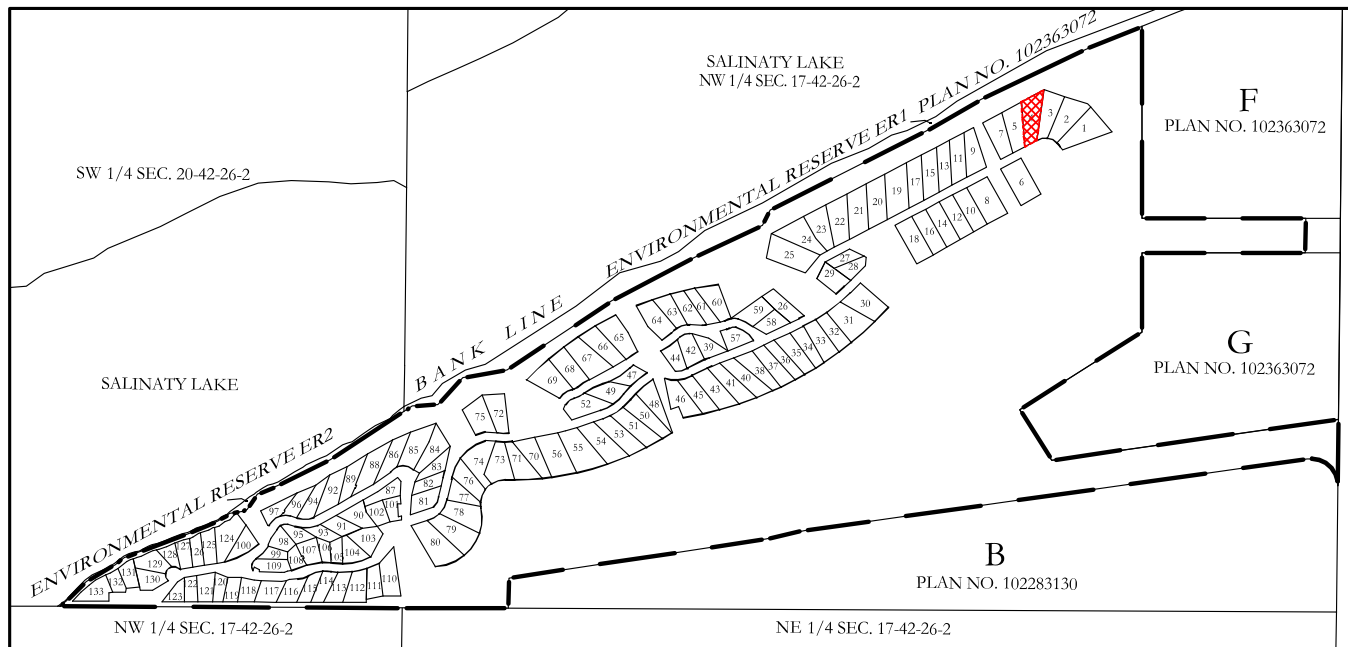 SALINATY LAKE
NW 1/4 SEC. 17-42-26-2
F
PLAN NO. 102363072
SW 1/4 SEC. 20-42-26-2
ENVIRONMENTAL RESERVE ER1 PLAN NO. 102363072
BANK LINE
G
PLAN NO. 102363072
SALINATY LAKE
ENVIRONMENTAL RESERVE ER2
B
PLAN NO. 102283130
NW 1/4 SEC. 17-42-26-2
NE 1/4 SEC. 17-42-26-2
7 5 3 2 1
25 24 23 22 21 20 19 17 15 13 11 9
18 16 14 12 10 8 6
29 27 28
64 63 62 61 60 59 26 58
44 42 39 57
69 68 67 66 65
52 49 47
46 45 43 41 40 38 37 36 35 34 33 32 31 30
75 72
74 73 71 70 56 55 54 53 51 50 48
97 96 94 92 89 88 86 85 84
83 82 81 76 77 78 79 80
98 95 93 91 90 102 101 87
99 109 108 107 106 105 104 103
133 132 131 130 129 128 127 126 125 124 100
123 122 121 120 119 118 117 116 115 114 113 112 111 110